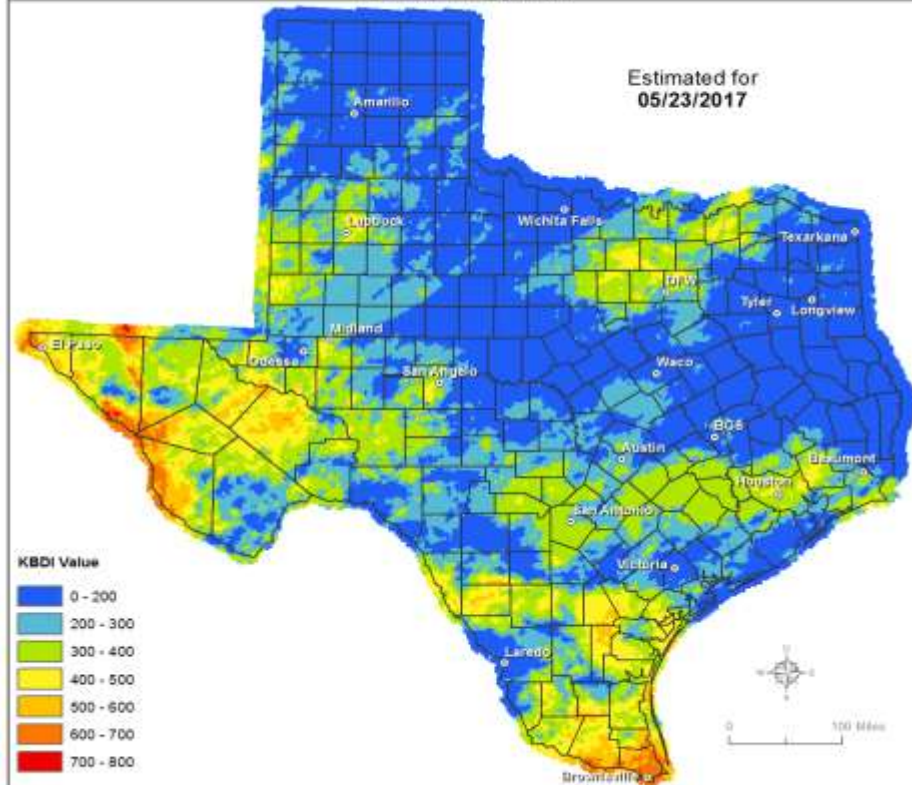 Estimated for
05/23/2017
Amarillo
Lubbock
Wichita Falls
Texarkana
DFW
Tyler
Longview
Midland
El Paso
Odessa
San Angelo
Waco
BCS
Austin
Beaumont
Houston
San Antonio
Victoria
Laredo
Brownsville
KBDI Value
0 - 200
200 - 300
300 - 400
400 - 500
500 - 600
600 - 700
700 - 800
0 100 Miles